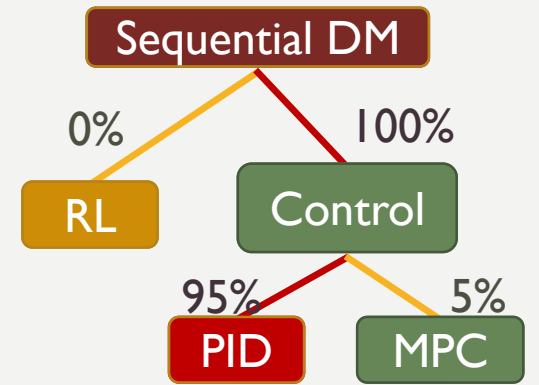 Sequential DM
0%
100%
RL
Control
95%
5%
PID
MPC